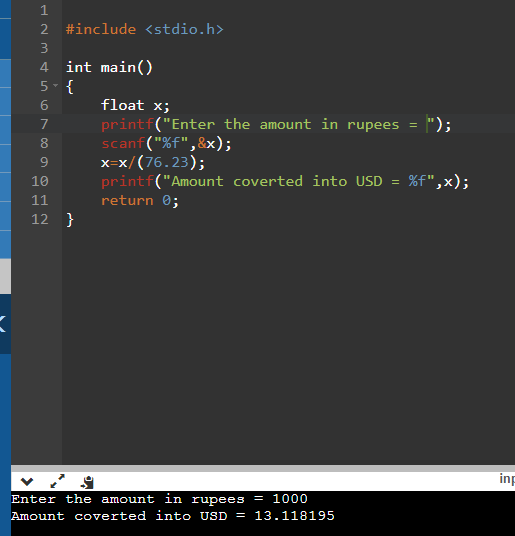 1
2 #include <stdio.h>
3
4 int main()
5 {
6 float x;
7 printf("Enter the amount in rupees = ");
8 scanf("%f",&x);
9 x=x/(76.23);
10 printf("Amount coverted into USD = %f",x);
11 return 0;
12 }
inp
Enter the amount in rupees = 1000
Amount coverted into USD = 13.118195